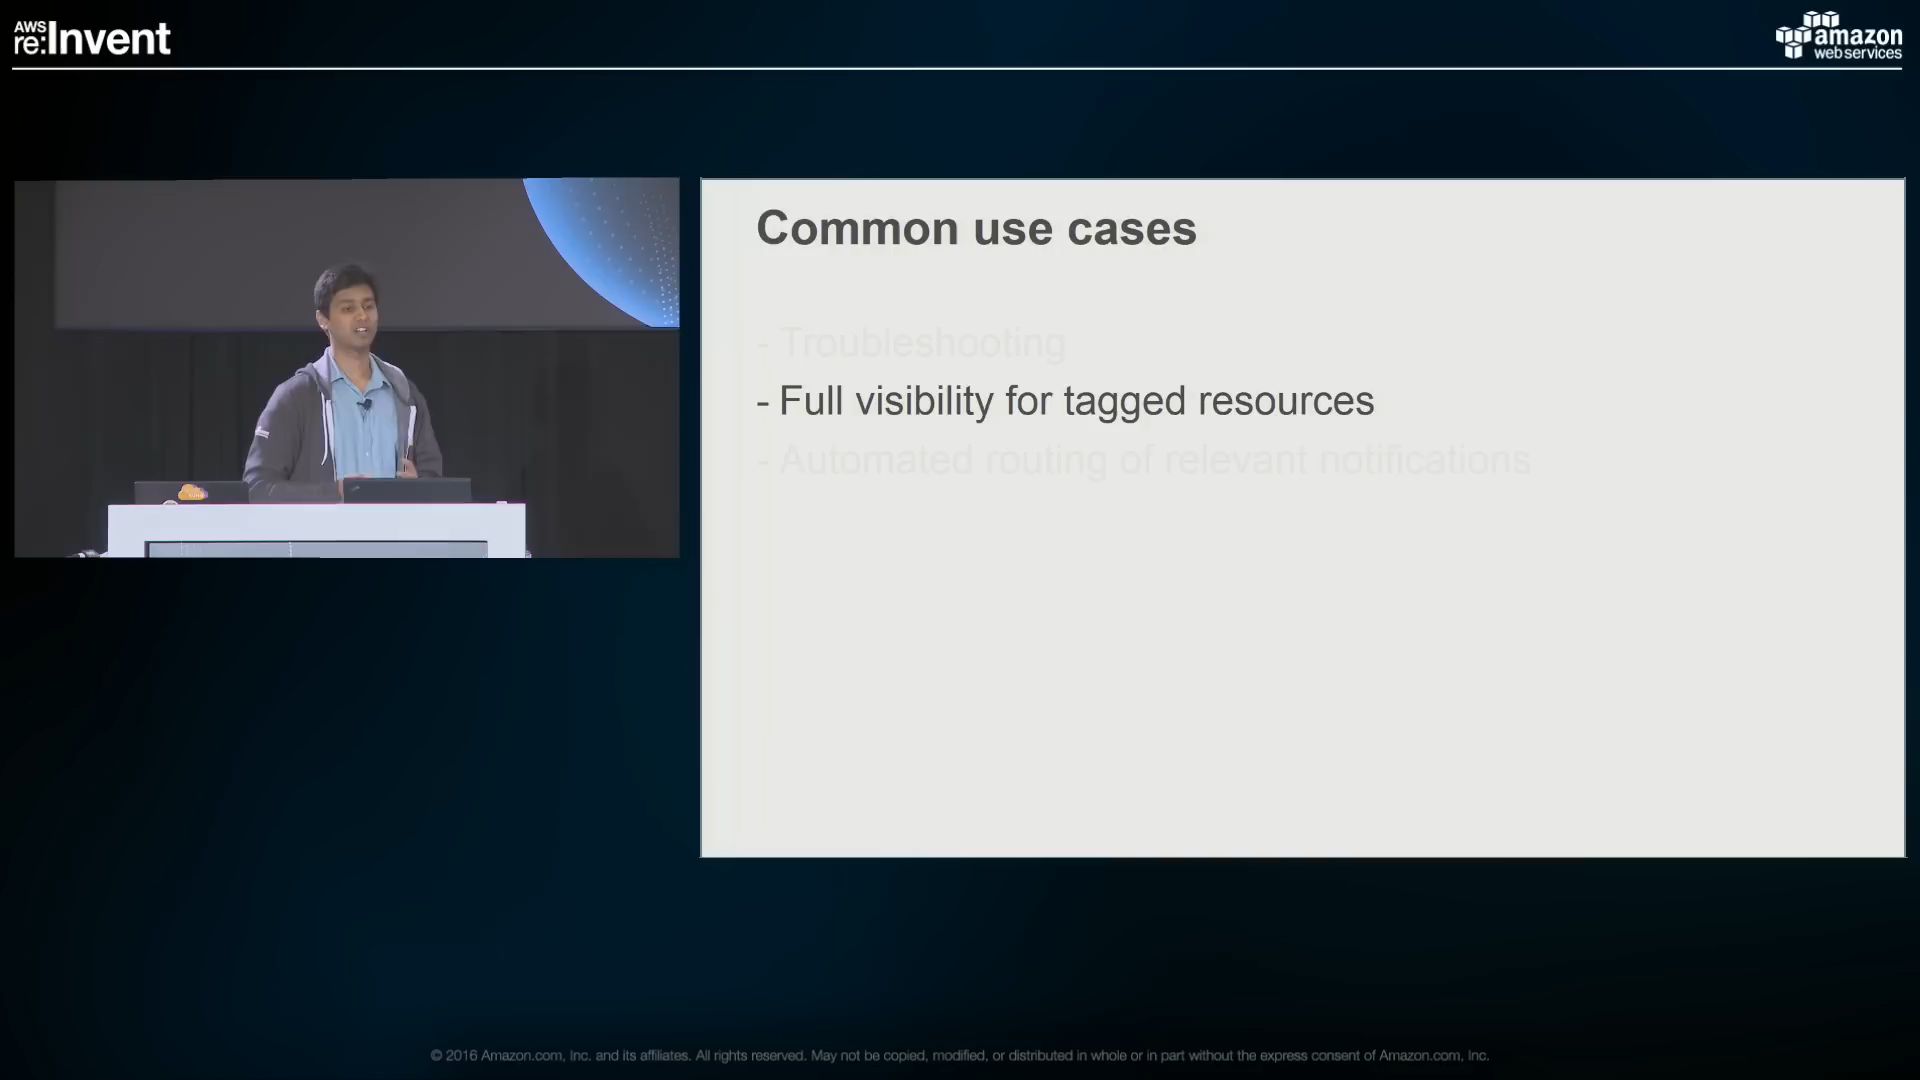 AWS
re:Invent
amazon
webservices
Common use cases
- Troubleshooting
- Full visibility for tagged resources
- Automated routing of relevant notifications
© 2016 Amazon.com, Inc. and its affiliates. All rights reserved. May not be copied, modified, or distributed in whole or in part without the express consent of Amazon.com, Inc.